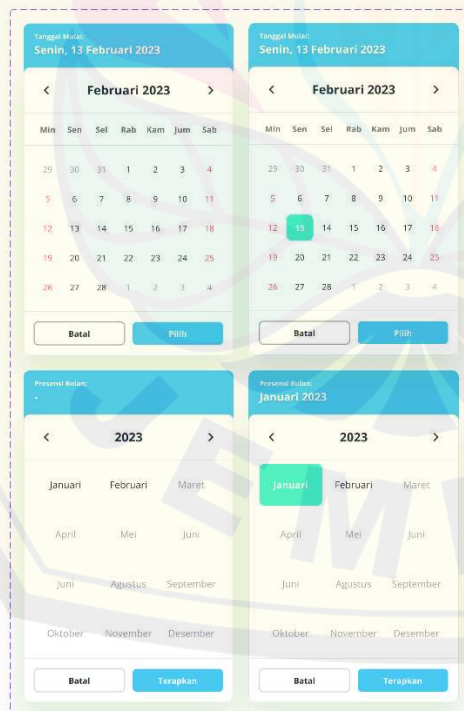 Tanggal Mulai:
Senin, 13 Februari 2023
< Februari 2023 >
Min Sen Sel Rab Kam Jum Sab
29 30 31 1 2 3 4
5 6 7 8 9 10 11
12 13 14 15 16 17 18
19 20 21 22 23 24 25
26 27 28 1 2 3 4
Batal Pilih
Tanggal Mulai:
Senin, 13 Februari 2023
< Februari 2023 >
Min Sen Sel Rab Kam Jum Sab
29 30 31 1 2 3 4
5 6 7 8 9 10 11
12 13 14 15 16 17 18
19 20 21 22 23 24 25
26 27 28 1 2 3 4
Batal Pilih
Presensi Bulan:
-
< 2023 >
Januari Februari Maret
April Mei Juni
Juni Agustus September
Oktober November Desember
Batal Terapkan
Presensi Bulan:
Januari 2023
< 2023 >
Januari Februari Maret
April Mei Juni
Juni Agustus September
Oktober November Desember
Batal Terapkan